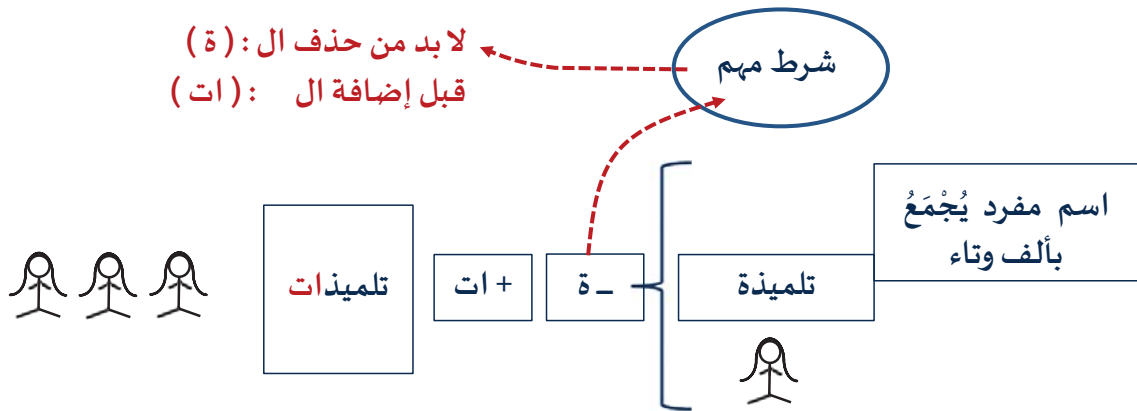 شرط مهم
لا بد من حذف ال : ( ة )
قبل إضافة ال : ( ات )
اسم مفرد يُجْمَعُ
بألف وتاء
تلميذة
ـ ة
+ ات
تلميذات